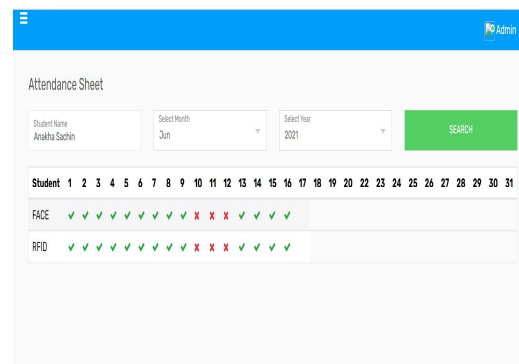 Admin
Attendance Sheet
Student Name
Anakha Sachin
Select Month
Jun
Select Year
2021
SEARCH
Student 1 2 3 4 5 6 7 8 9 10 11 12 13 14 15 16 17 18 19 20 22 23 24 25 26 27 28 29 30 31
FACE ✓ ✓ ✓ ✓ ✓ ✓ ✓ ✓ ✓ x x x ✓ ✓ ✓ ✓
RFID ✓ ✓ ✓ ✓ ✓ ✓ ✓ ✓ ✓ x x x ✓ ✓ ✓ ✓